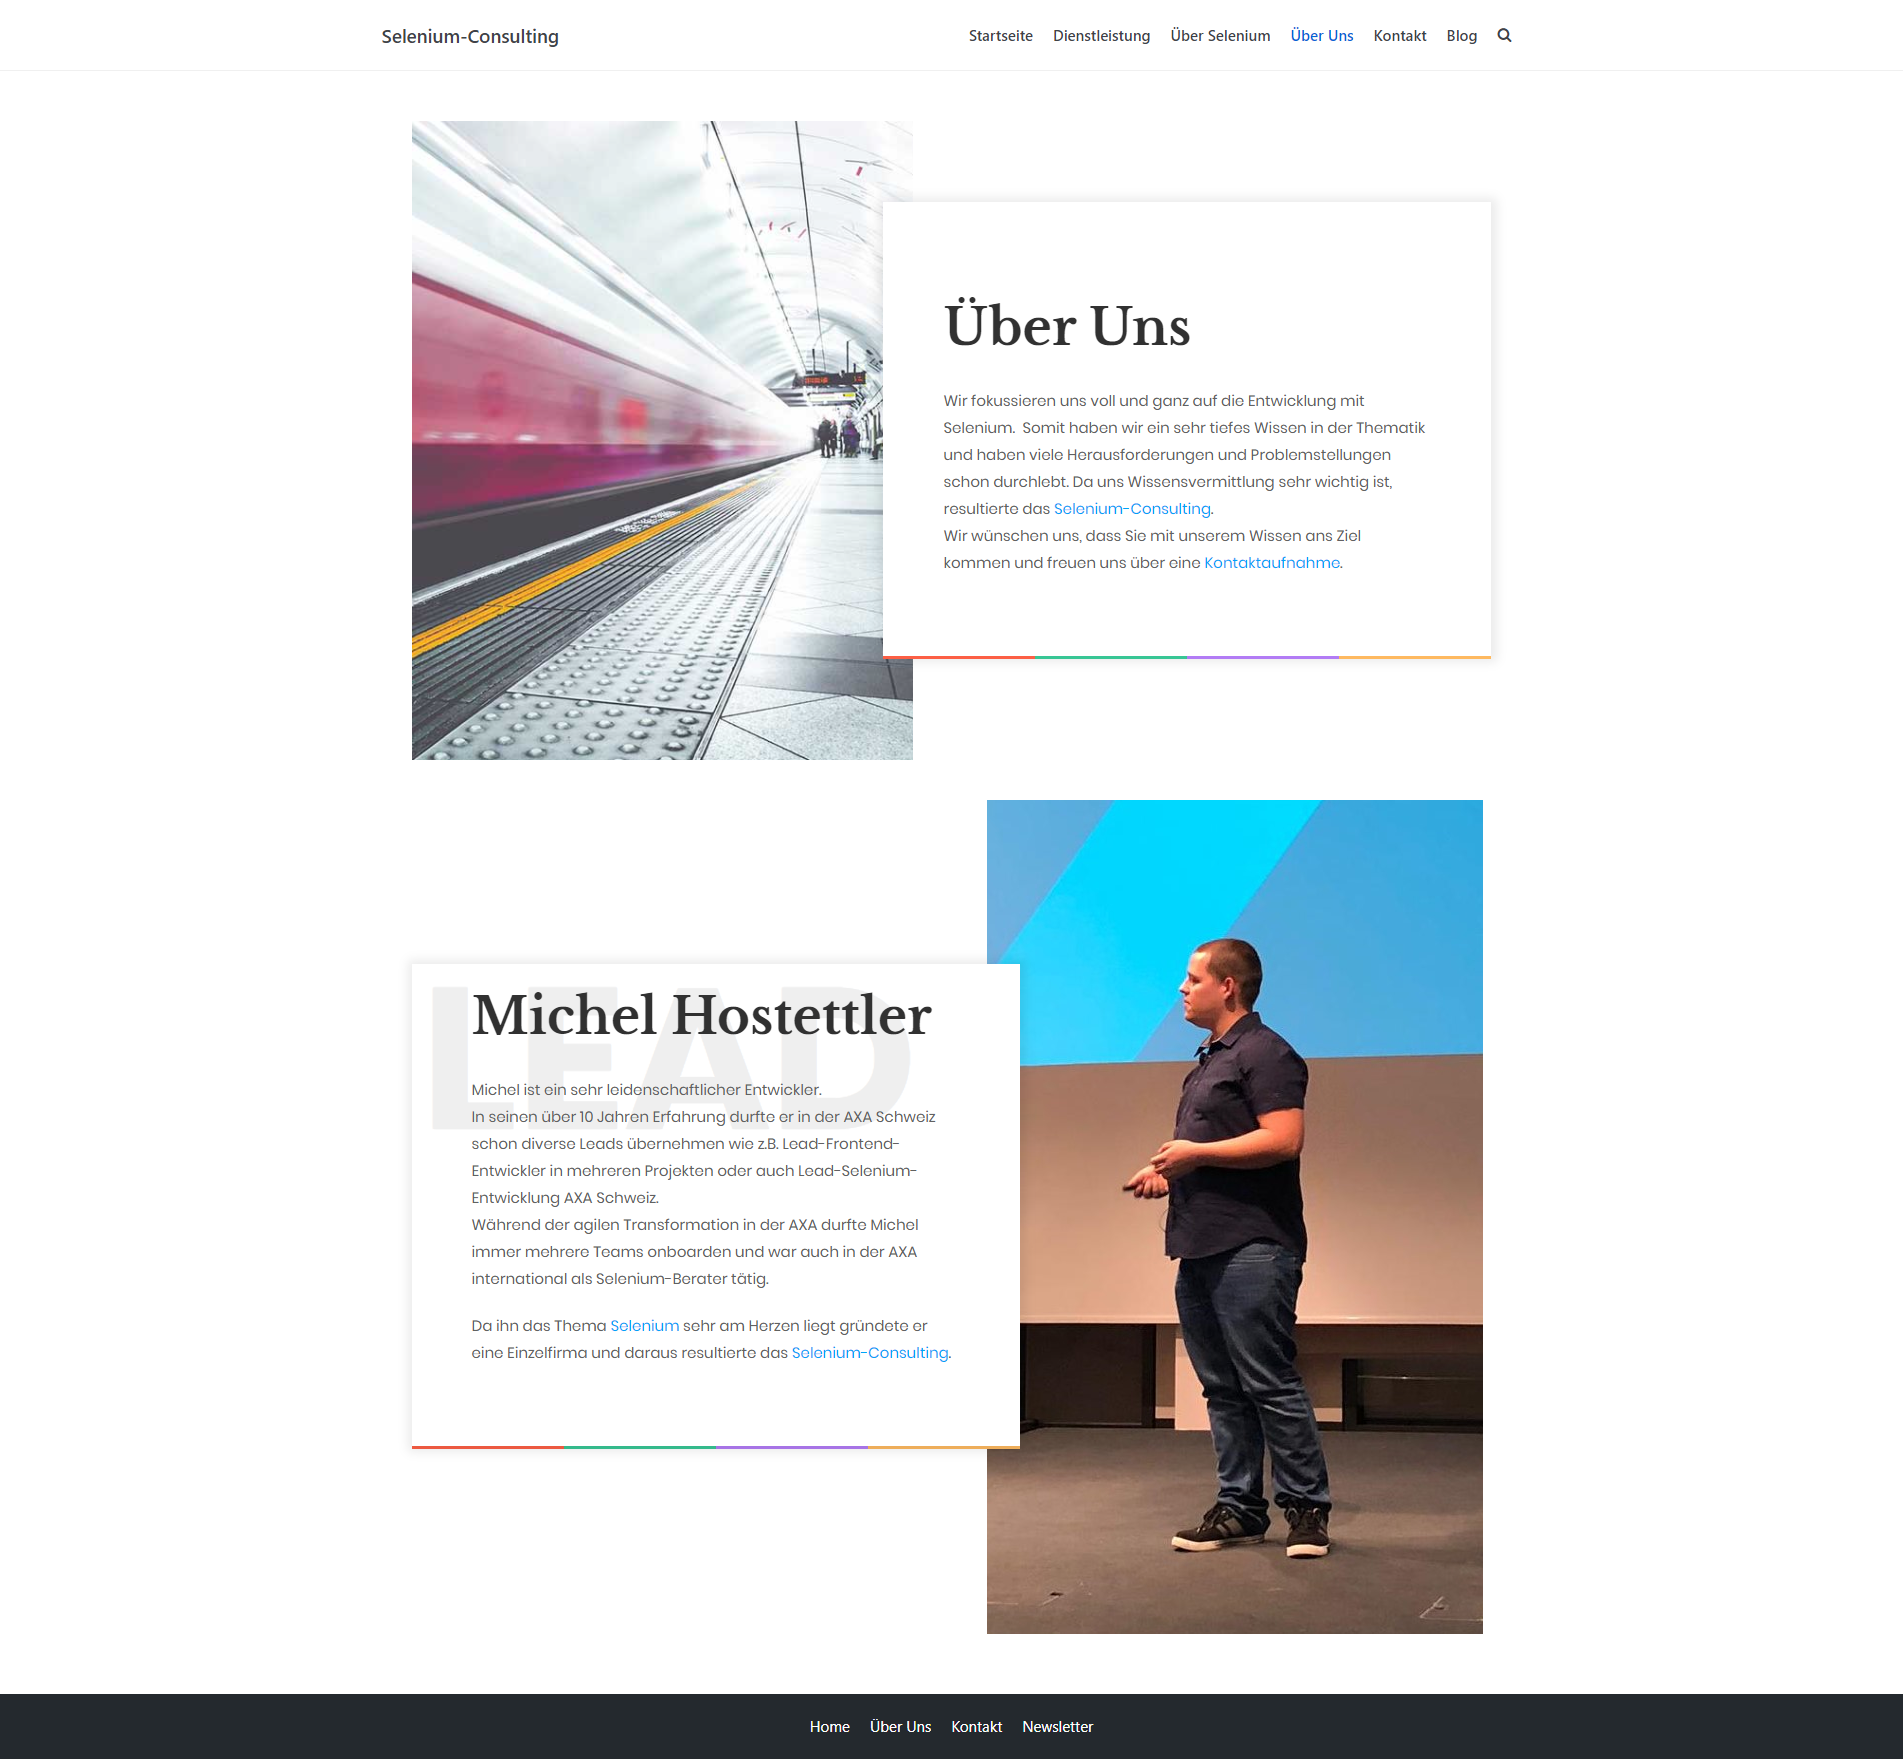 Selenium-Consulting
Startseite Dienstleistung Über Selenium Über Uns Kontakt Blog
Über Uns
Wir fokussieren uns voll und ganz auf die Entwicklung mit
Selenium. Somit haben wir ein sehr tiefes Wissen in der Thematik
und haben viele Herausforderungen und Problemstellungen
schon durchlebt. Da uns Wissensvermittlung sehr wichtig ist,
resultierte das Selenium-Consulting.
Wir wünschen uns, dass Sie mit unserem Wissen ans Ziel
kommen und freuen uns über eine Kontaktaufnahme.
LEAD
Michel Hostettler
Michel ist ein sehr leidenschaftlicher Entwickler.
In seinen über 10 Jahren Erfahrung durfte er in der AXA Schweiz
schon diverse Leads übernehmen wie z.B. Lead-Frontend-
Entwickler in mehreren Projekten oder auch Lead-Selenium-
Entwicklung AXA Schweiz.
Während der agilen Transformation in der AXA durfte Michel
immer mehrere Teams onboarden und war auch in der AXA
international als Selenium-Berater tätig.
Da ihn das Thema Selenium sehr am Herzen liegt gründete er
eine Einzelfirma und daraus resultierte das Selenium-Consulting.
Home Über Uns Kontakt Newsletter